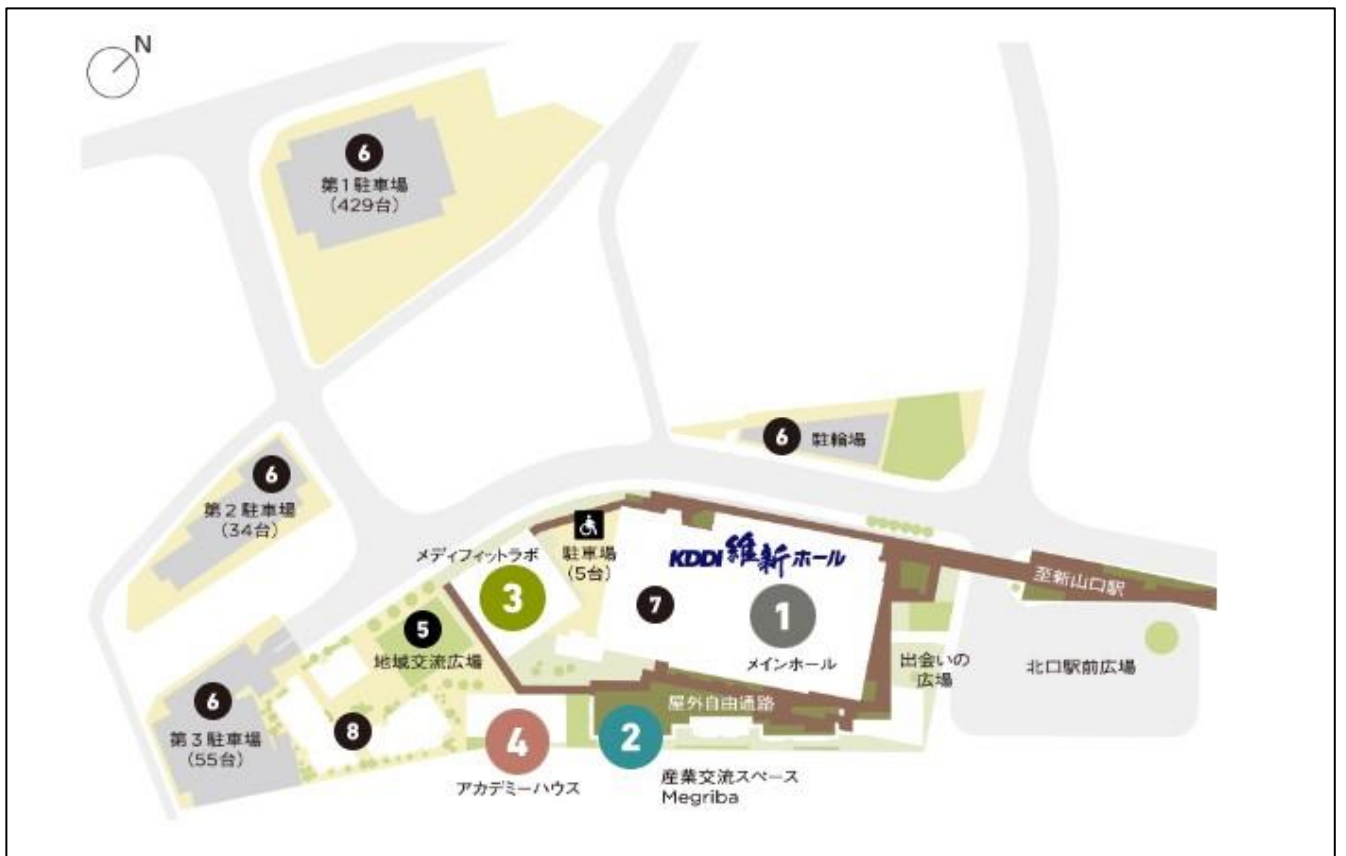 N
6
第1駐車場
(429台)
6
駐輪場
6
第2駐車場
(34台)
メディフィットラボ
3
駐車場
(5台)
KDDI維新ホール
7
1
メインホール
至新山口駅
5
地域交流広場
出会いの
広場
北口駅前広場
屋外自由通路
6
第3駐車場
(55台)
8
4
アカデミーハウス
2
産業交流スペース
Megriba